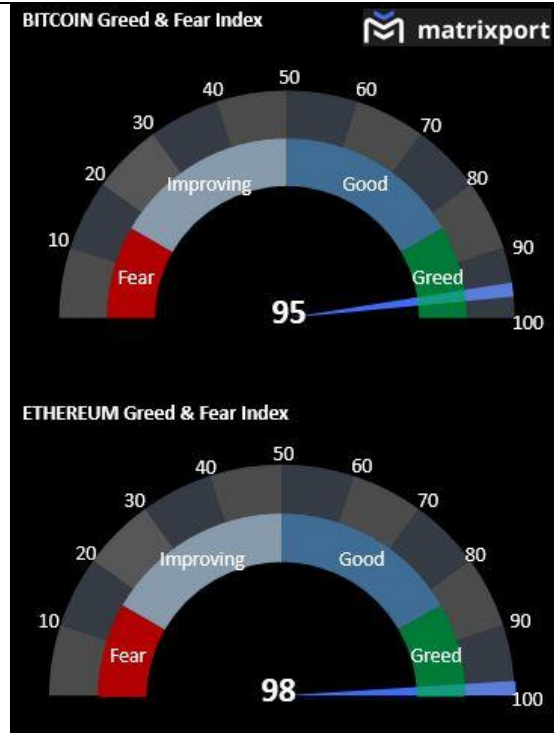 BITCOIN Greed & Fear Index
matrixport
50
40
60
30
70
20
80
Improving
Good
10
90
Fear
Greed
95
100
ETHEREUM Greed & Fear Index
50
40
60
30
70
20
80
Improving
Good
10
90
Fear
Greed
98
100